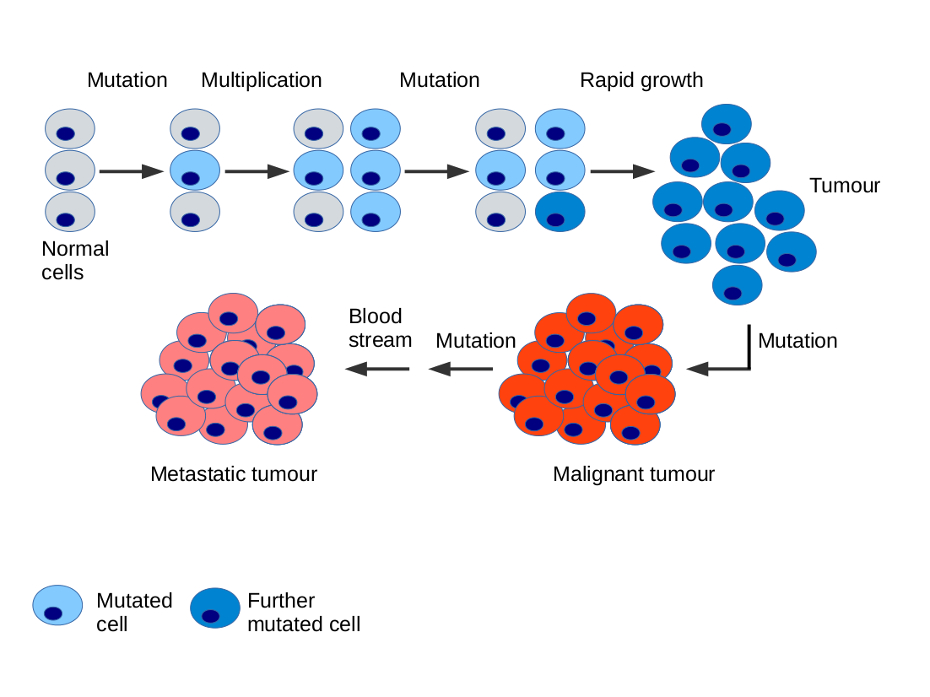 Mutation
Multiplication
Mutation
Rapid growth
Tumour
Normal
cells
Blood
stream
Mutation
Mutation
Metastatic tumour
Malignant tumour
Mutated
cell
Further
mutated cell